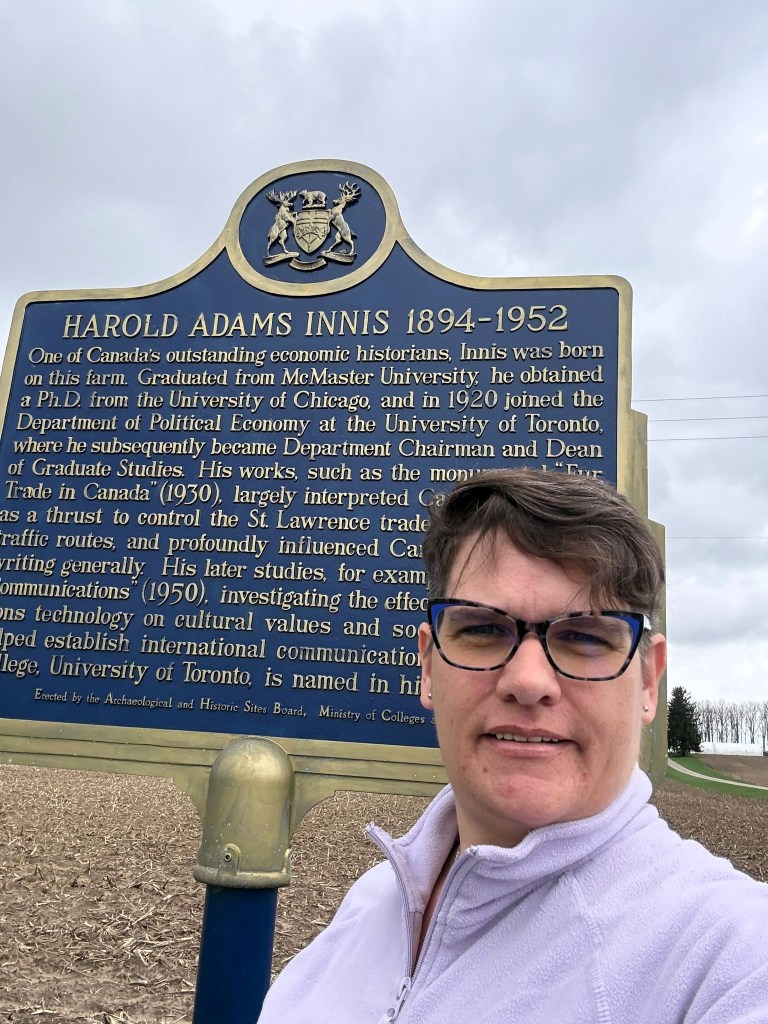 HAROLD ADAMS INNIS 1894-1952
One of Canada's outstanding economic historians, Innis was born
on this farm. Graduated from McMaster University, he obtained
a Ph.D. from the University of Chicago, and in 1920 joined the
Department of Political Economy at the University of Toronto,
where he subsequently became Department Chairman and Dean
of Graduate Studies. His works, such as the "Fur
Trade in Canada" (1930), largely interpreted
as a thrust to control the St. Lawrence trade
traffic routes, and profoundly influenced
writing generally. His later studies, for
ommunications" (1950), investigating the
ons technology on cultural values and
lped establish international
llege, University of Toronto, is named in
Erected by the Archaeological and Historic Sites Board, Ministry of Colleges